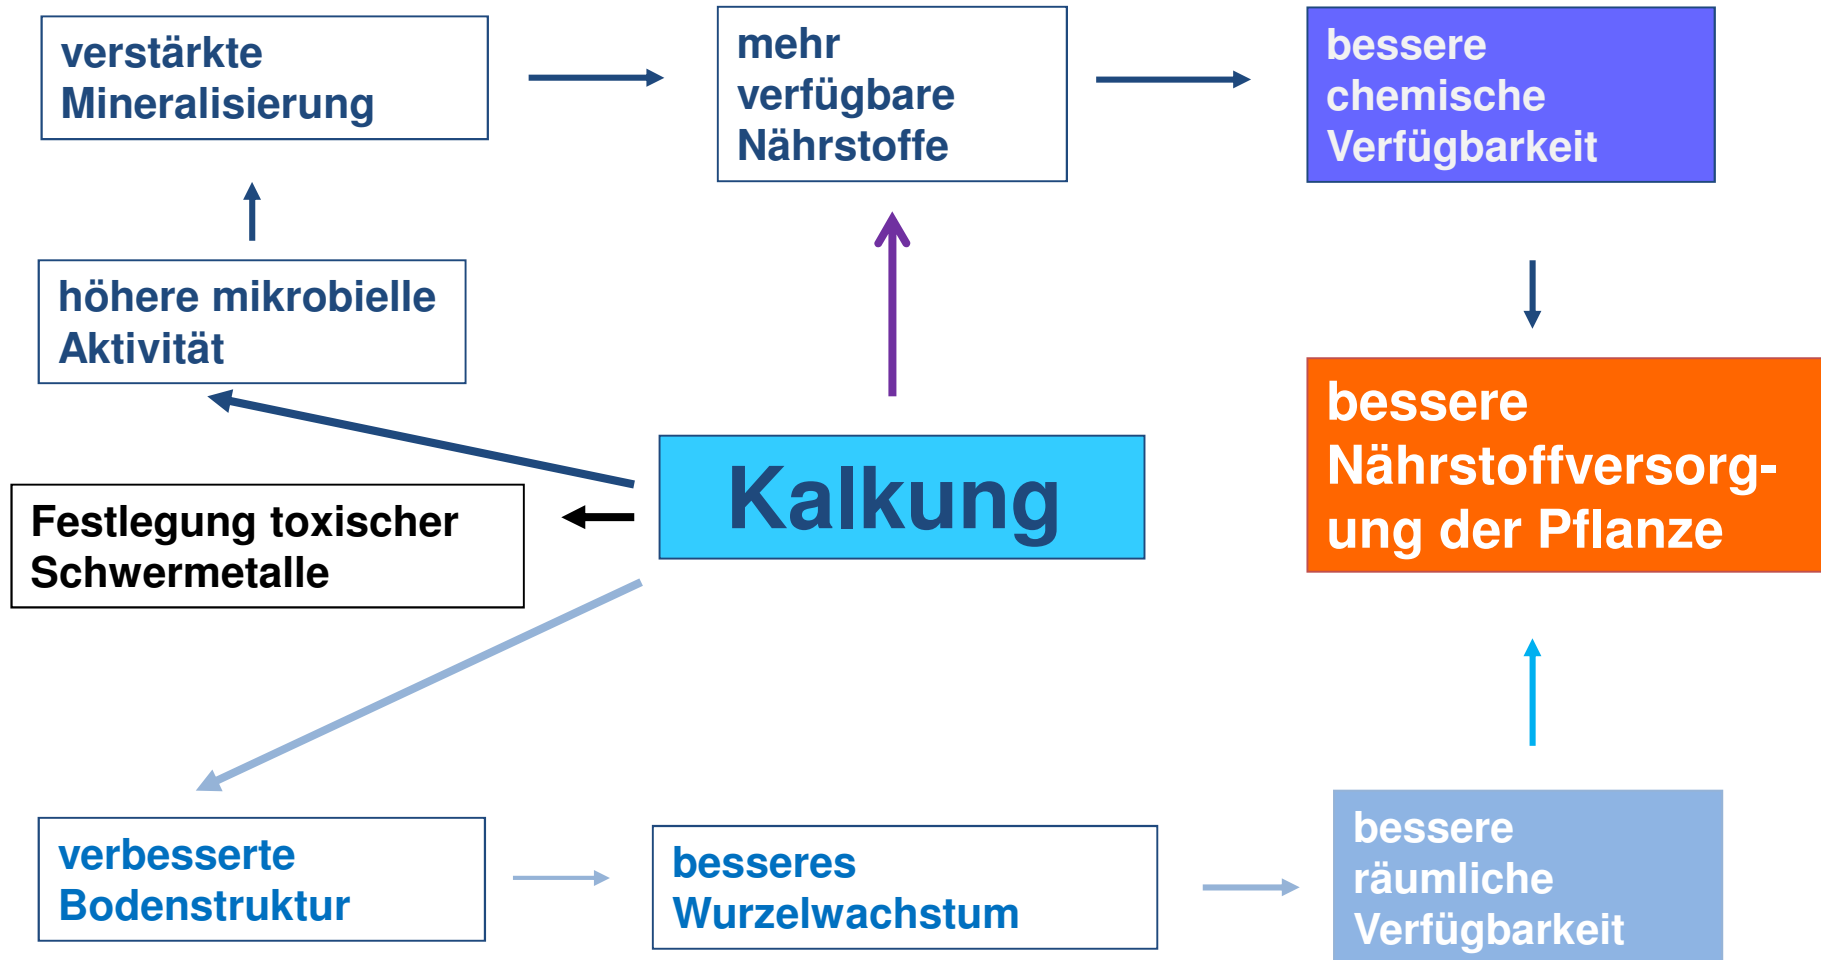 verstärkte
Mineralisierung
mehr
verfügbare
Nährstoffe
bessere
chemische
Verfügbarkeit
höhere mikrobielle
Aktivität
Kalkung
bessere
Nährstoffversorg-
ung der Pflanze
Festlegung toxischer
Schwermetalle
verbesserte
Bodenstruktur
besseres
Wurzelwachstum
bessere
räumliche
Verfügbarkeit